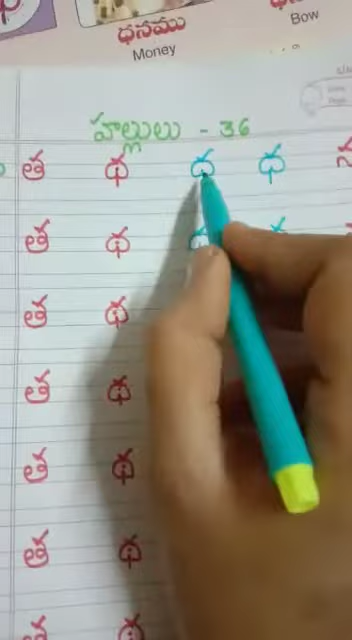 ధనము
Money
Bow
హల్లులు - 36
త థ ద ధ న
త థ
త థ
త థ
త థ
త థ
త థ